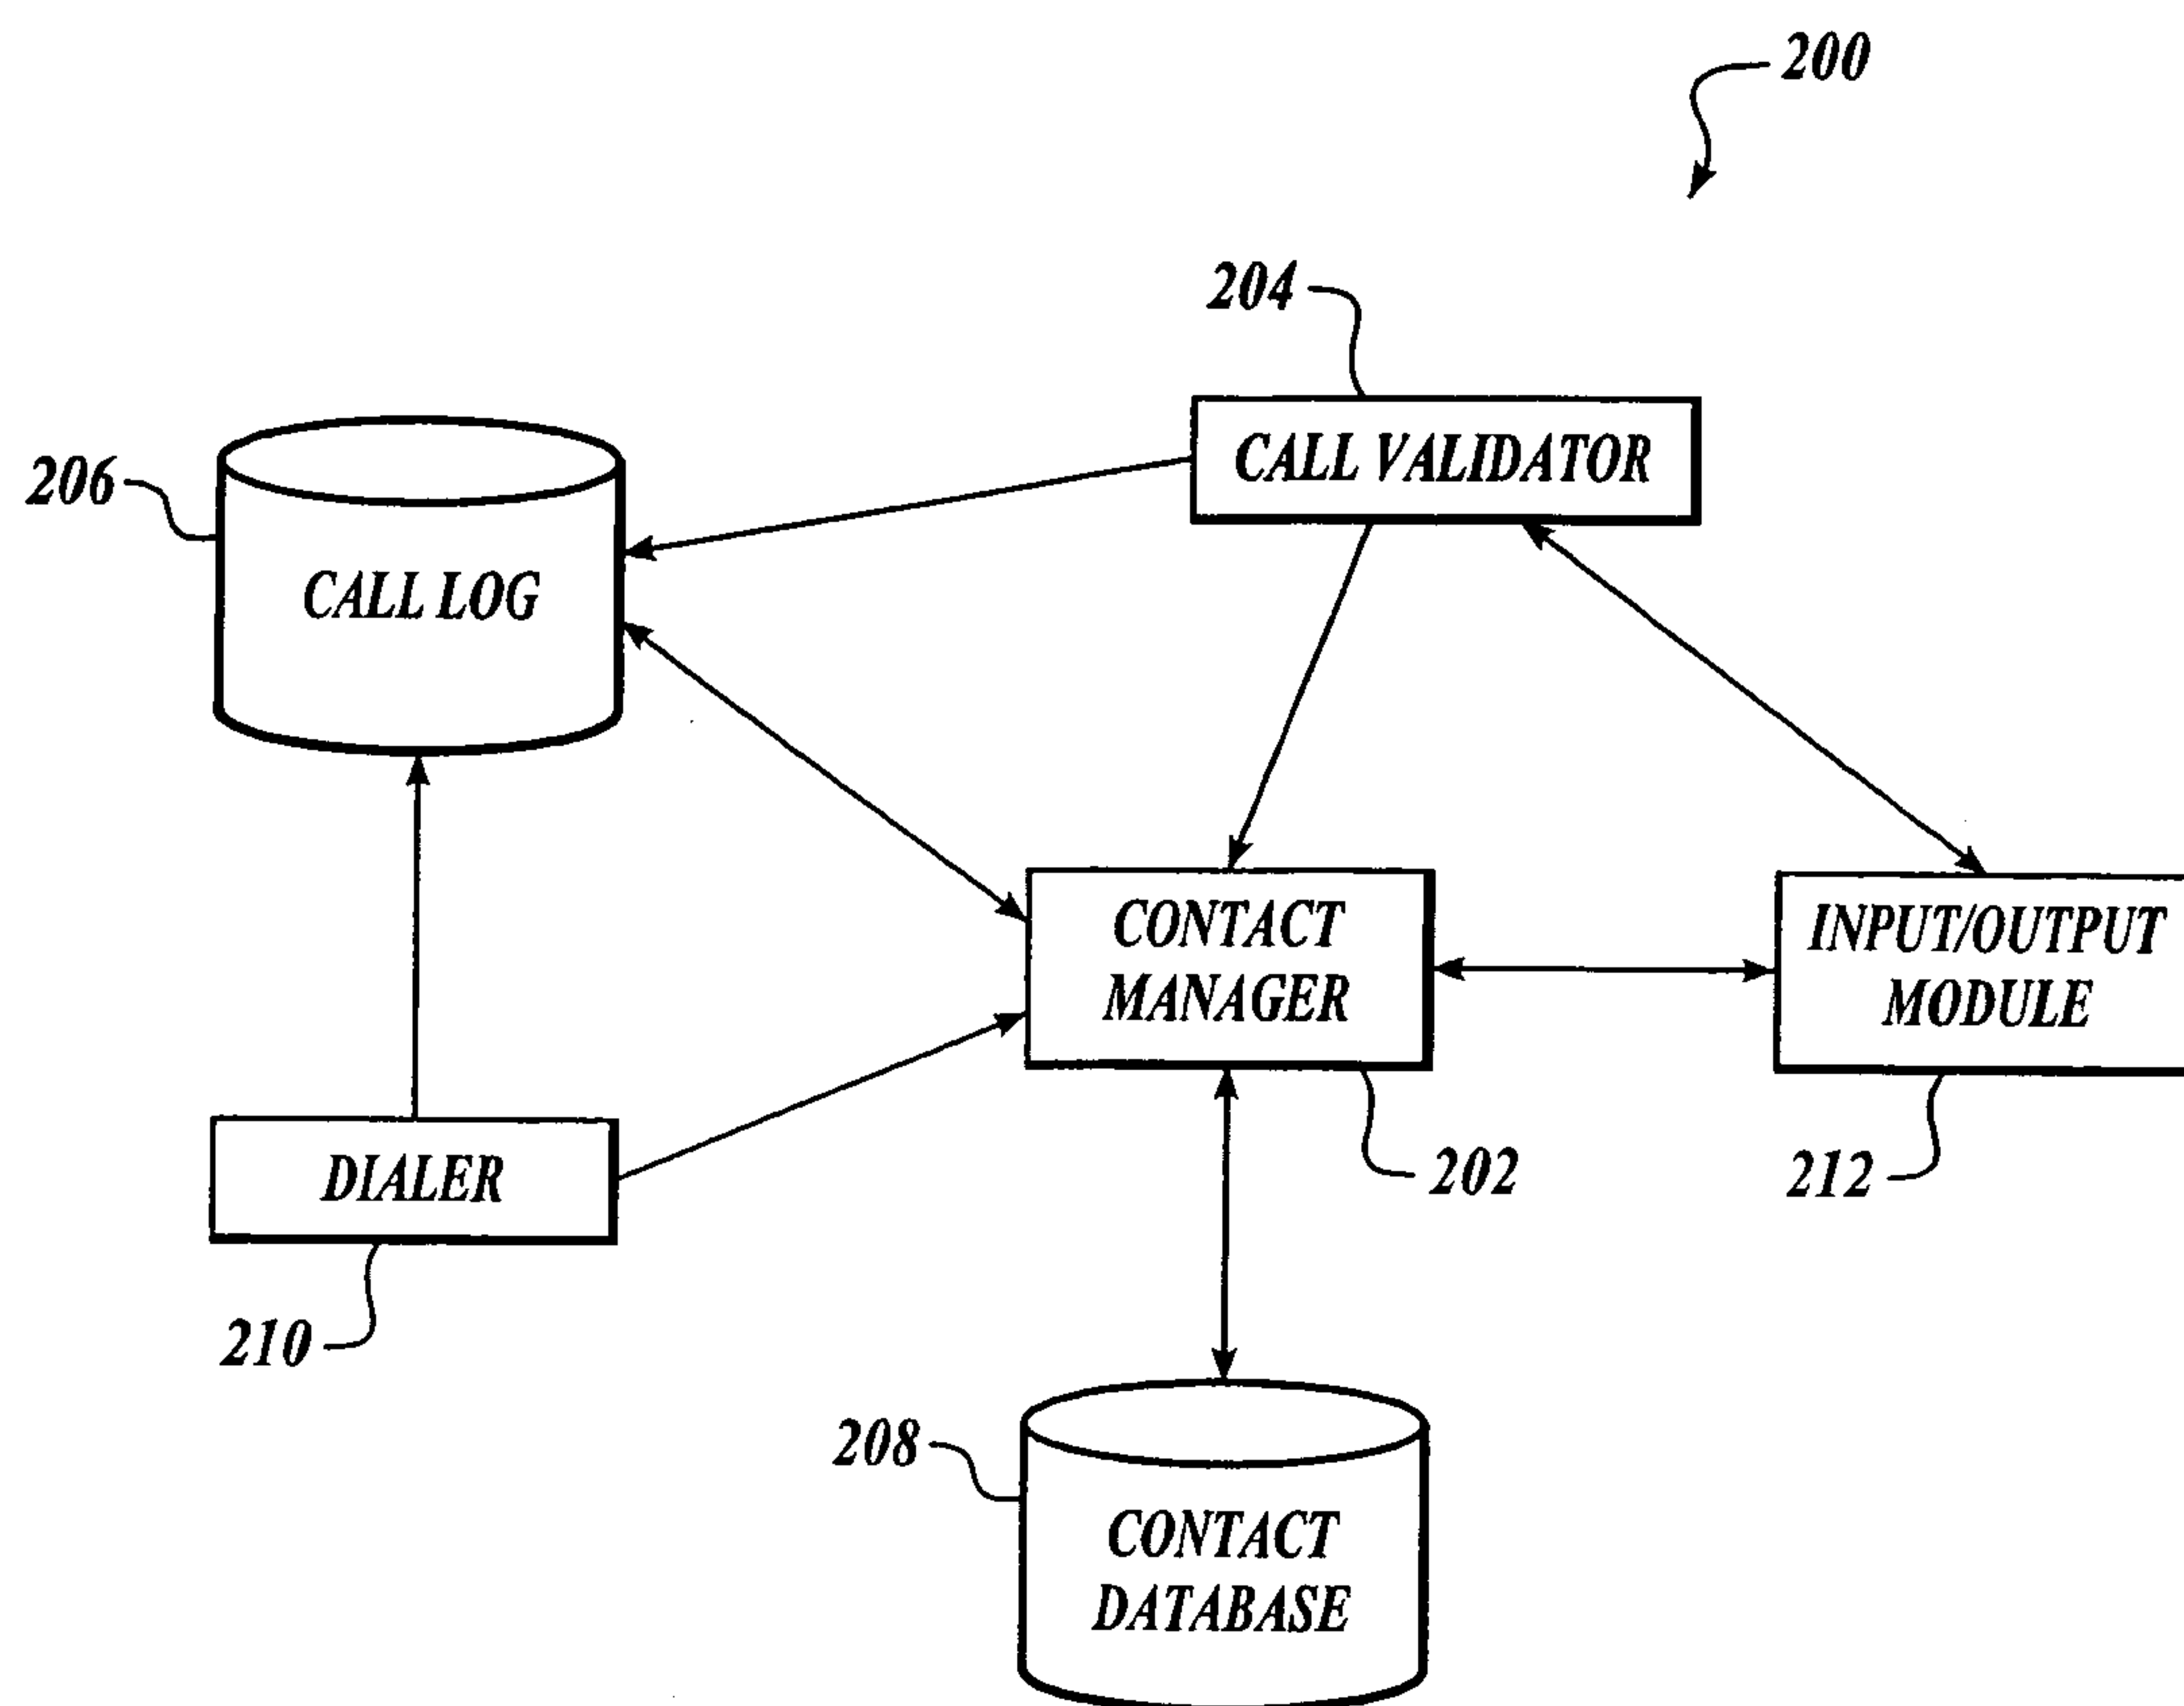 200
204
CALL VALIDATOR
206
CALL LOG
CONTACT
MANAGER
INPUT/OUTPUT
MODULE
DIALER
202
212
210
208
CONTACT
DATABASE